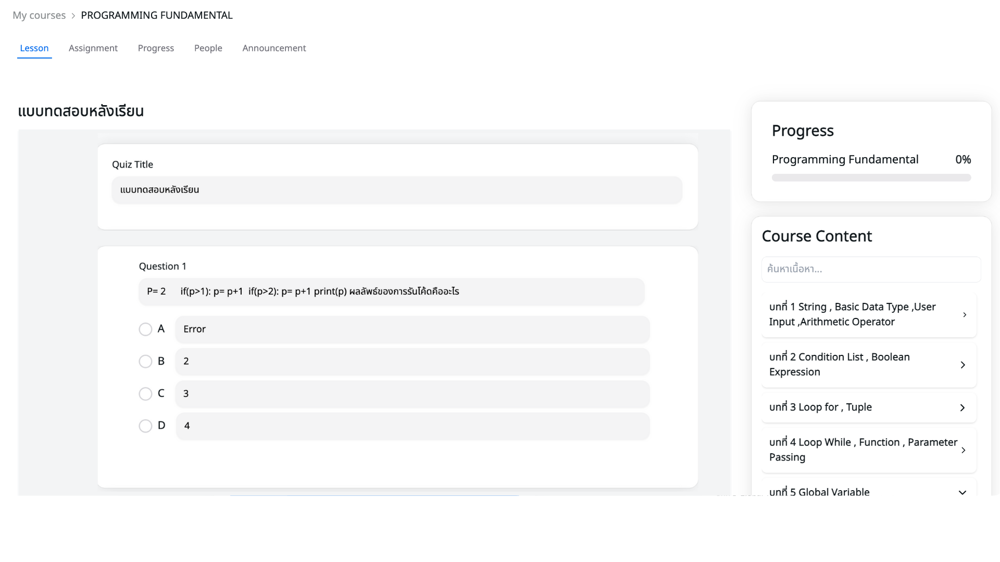 My courses > PROGRAMMING FUNDAMENTAL
Lesson Assignment Progress People Announcement
แบบทดสอบหลังเรียน
Quiz Title
แบบทดสอบหลังเรียน
Question 1
P= 2 if(p>1): p= p+1 if(p>2): p= p+1 print(p) ผลลัพธ์ของการรันโค้ดคืออะไร
A Error
B 2
C 3
D 4
Progress
Programming Fundamental 0%
Course Content
ค้นหาเนื้อหา...
บทที่ 1 String , Basic Data Type ,User
Input ,Arithmetic Operator
บทที่ 2 Condition List , Boolean
Expression
บทที่ 3 Loop for , Tuple
บทที่ 4 Loop While , Function , Parameter
Passing
บทที่ 5 Global Variable